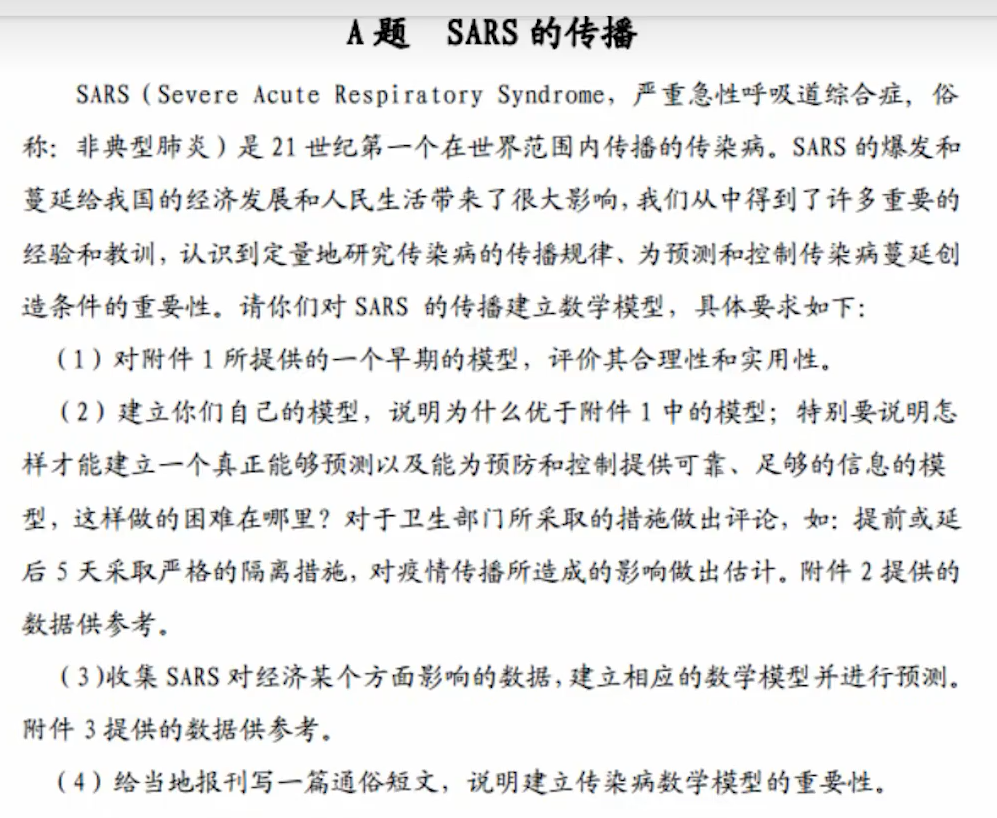 A 题 SARS 的传播
SARS（Severe Acute Respiratory Syndrome，严重急性呼吸道综合症，俗
称：非典型肺炎）是 21 世纪第一个在世界范围内传播的传染病。SARS 的爆发和
蔓延给我国的经济发展和人民生活带来了很大影响，我们从中得到了许多重要的
经验和教训，认识到定量地研究传染病的传播规律、为预测和控制传染病蔓延创
造条件的重要性。请你们对 SARS 的传播建立数学模型，具体要求如下：
（1）对附件 1 所提供的一个早期的模型，评价其合理性和实用性。
（2）建立你们自己的模型，说明为什么优于附件 1 中的模型；特别要说明怎
样才能建立一个真正能够预测以及能为预防和控制提供可靠、足够的信息的模
型，这样做的困难在哪里？对于卫生部门所采取的措施做出评论，如：提前或延
后 5 天采取严格的隔离措施，对疫情传播所造成的影响做出估计。附件 2 提供的
数据供参考。
（3)收集 SARS 对经济某个方面影响的数据，建立相应的数学模型并进行预测。
附件 3 提供的数据供参考。
（4）给当地报刊写一篇通俗短文，说明建立传染病数学模型的重要性。